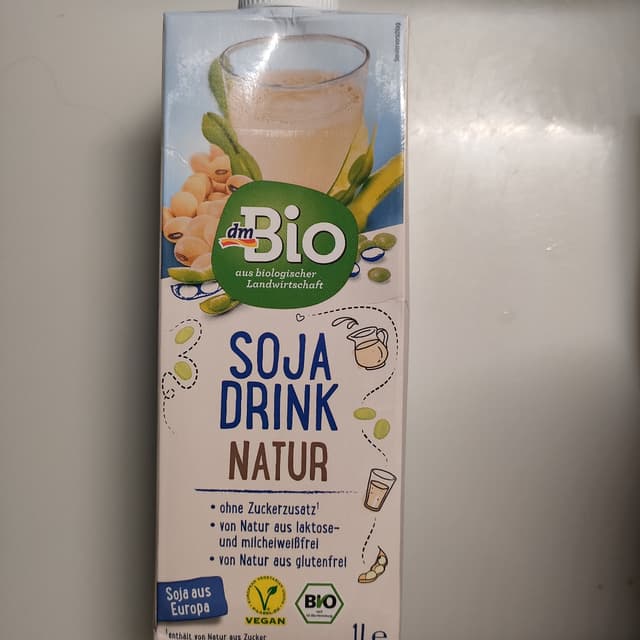 dm
Bio
aus biologischer
Landwirtschaft
SOJA
DRINK
NATUR
• ohne Zuckerzusatz¹
• von Natur aus laktose-
und milcheiweißfrei
• von Natur aus glutenfrei
Soja aus
Europa
VEGAN
BIO
1L e
¹enthält von Natur aus Zucker